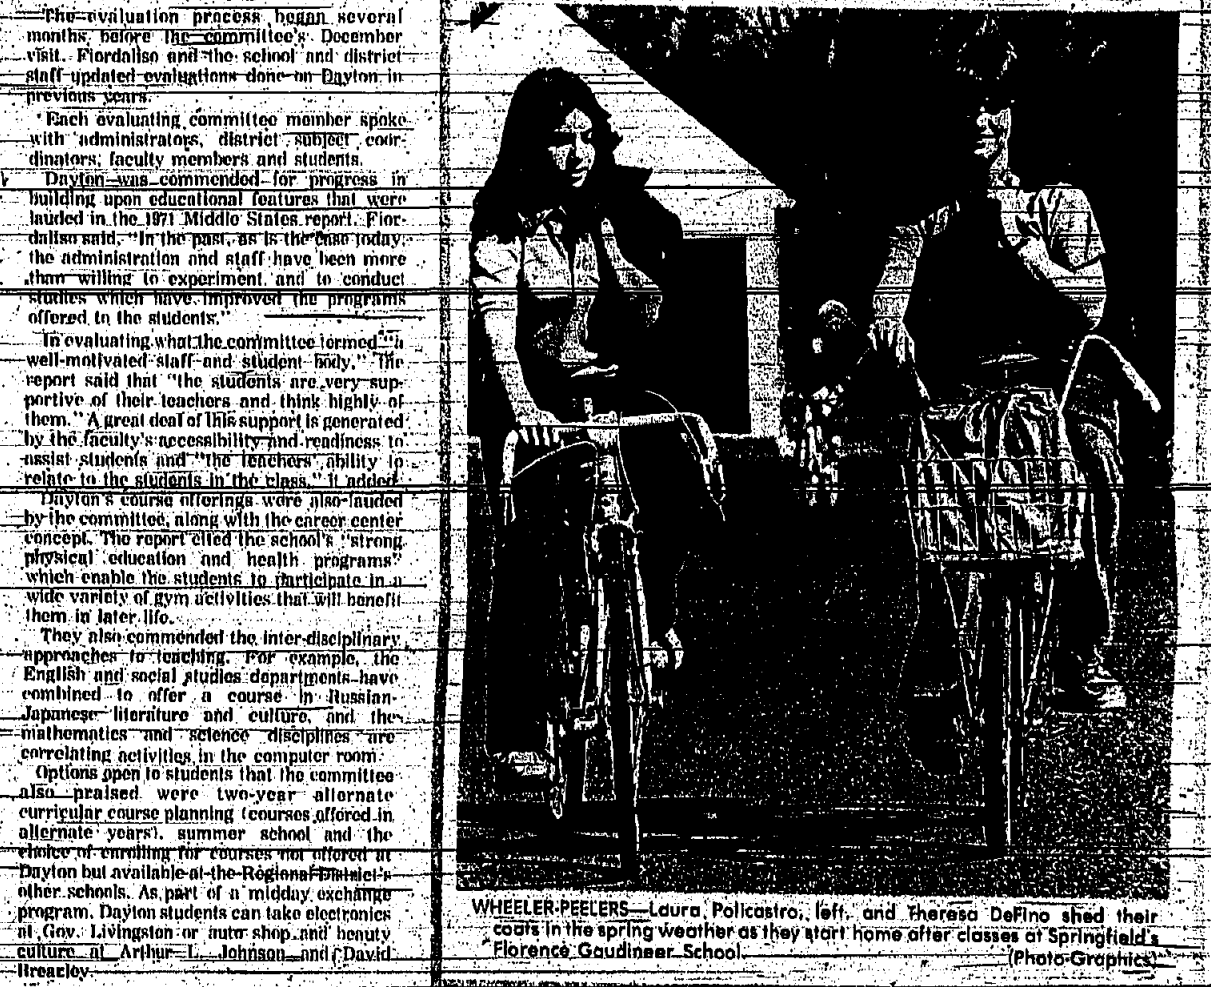 The evaluation process began several
months before the committee's December
visit. Fiordaliso and the school and district
staff updated evaluations done on Dayton in
previous years.
Each evaluating committee member spoke
with administrators, district subject coor-
dinators, faculty members and students.
Dayton was commended for progress in
building upon educational features that were
lauded in the 1971 Middle States report. Fior-
daliso said, "In the past, as is the case today,
the administration and staff have been more
than willing to experiment and to conduct
studies which have improved the programs
offered to the students."
In evaluating what the committee termed "a
well-motivated staff and student body," the
report said that "the students are very sup-
portive of their teachers and think highly of
them." A great deal of this support is generated
by the faculty's accessibility and readiness to
assist students and "the teachers' ability to
relate to the students in the class," it added.
Dayton's course offerings were also lauded
by the committee, along with the career center
concept. The report cited the school's "strong
physical education and health programs"
which enable the students to participate in a
wide variety of gym activities that will benefit
them in later life.
They also commended the inter-disciplinary
approaches to teaching. For example, the
English and social studies departments have
combined to offer a course in Russian-
Japanese literature and culture, and the
mathematics and science disciplines are
correlating activities in the computer room.
Options open to students that the committee
also praised were two-year alternate
curricular course planning (courses offered in
alternate years), summer school and the
choice of enrolling for courses not offered at
Dayton but available at the Regional District's
other schools. As part of a midday exchange
program, Dayton students can take electronics
at Gov. Livingston or auto shop and beauty
culture at Arthur L. Johnson and David
Brearley.
WHEELER-PEELERS—Laura Policastro, left, and Theresa DeFino shed their
coats in the spring weather as they start home after classes at Springfield's
Florence Gaudineer School.
(Photo-Graphics)